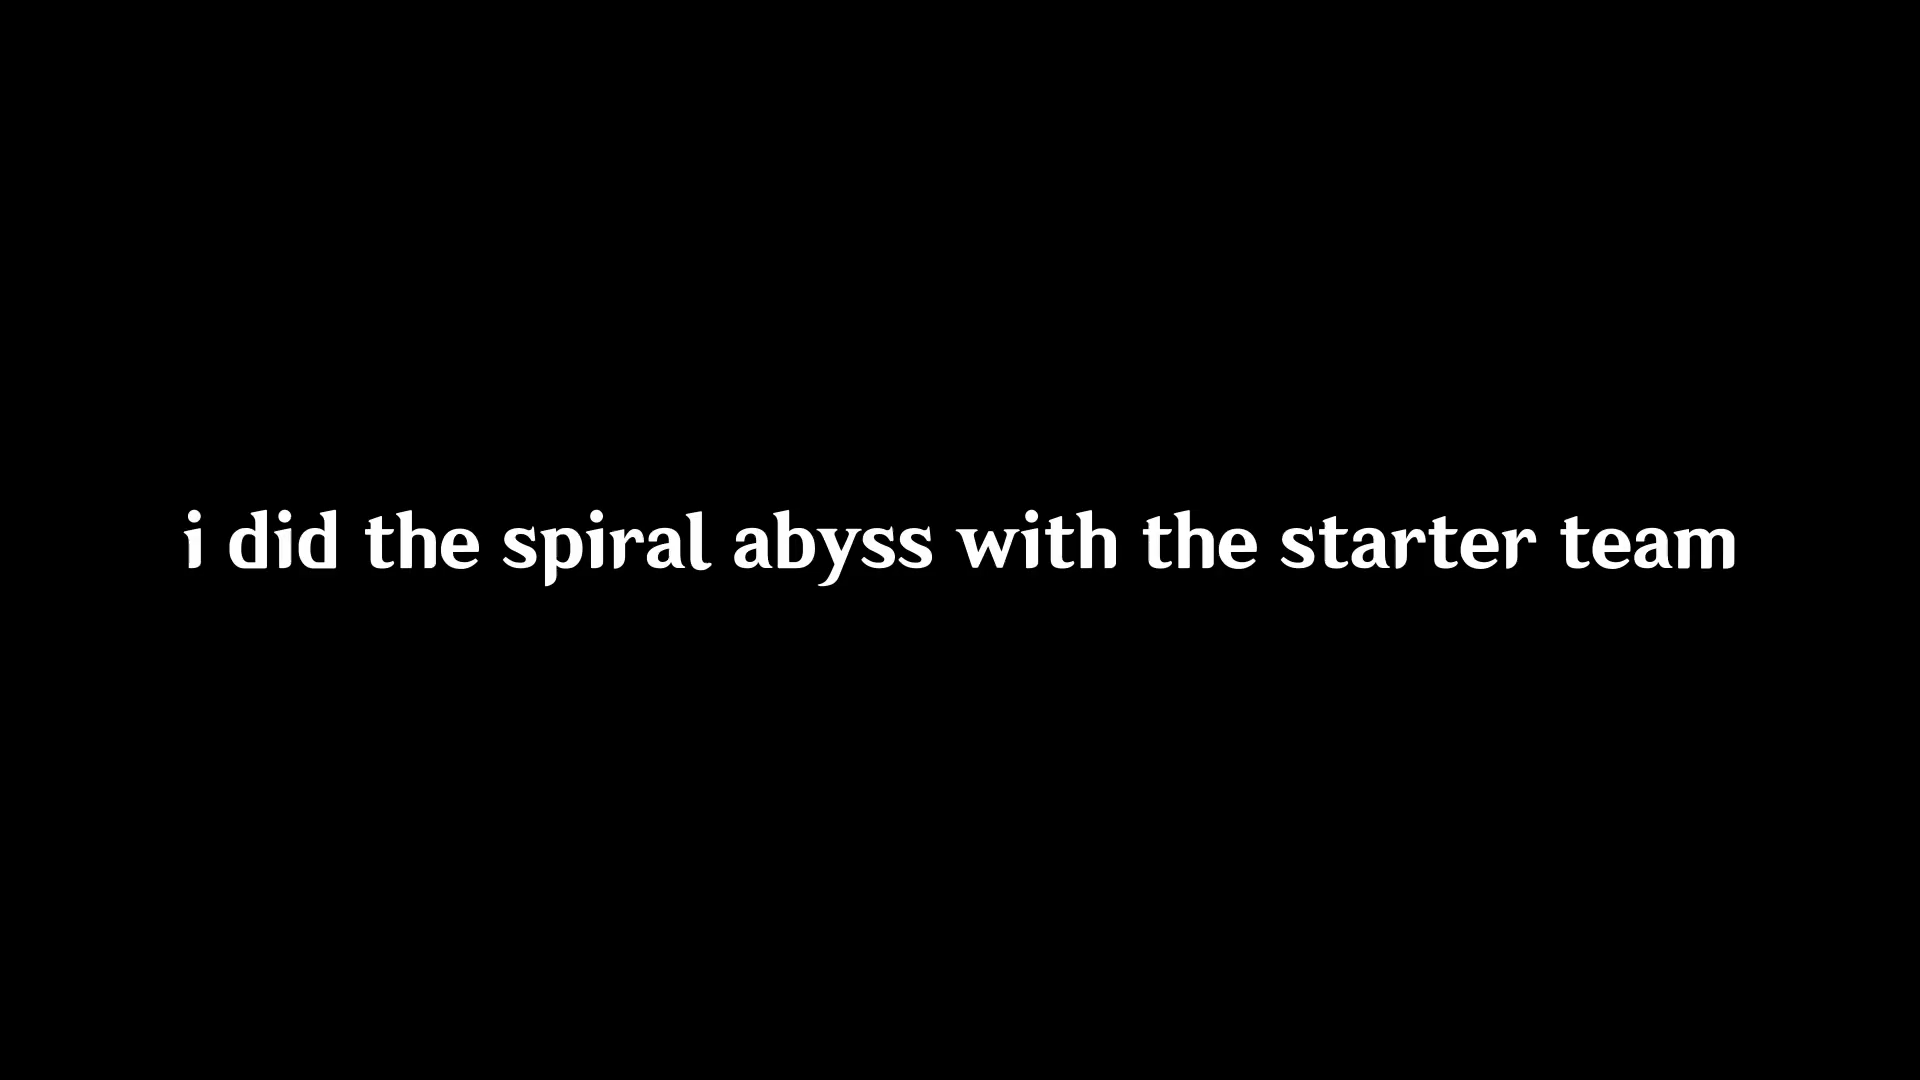 i did the spiral abyss with the starter team